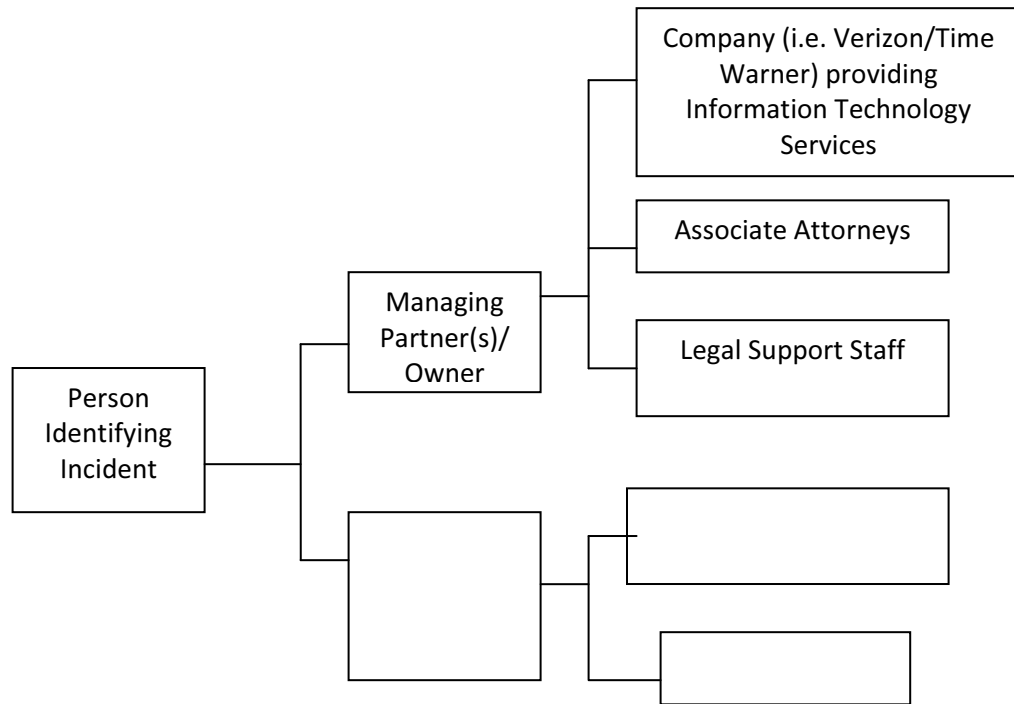 Company (i.e. Verizon/Time
Warner) providing
Information Technology
Services
Associate Attorneys
Managing
Partner(s)/
Owner
Legal Support Staff
Person
Identifying
Incident